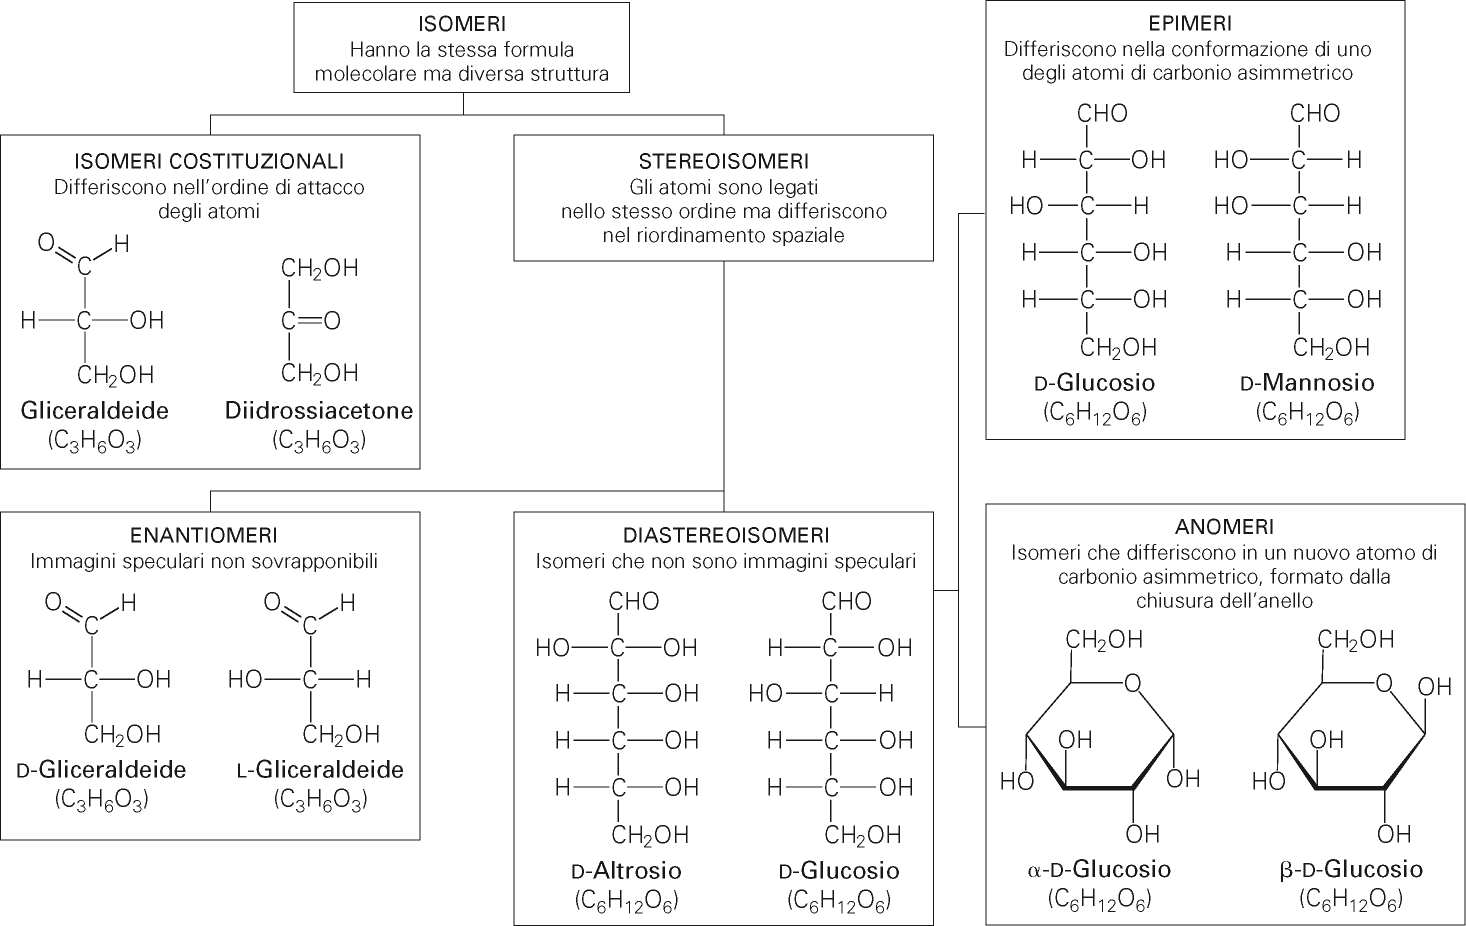 ISOMERI
Hanno la stessa formula
molecolare ma diversa struttura
ISOMERI COSTITUZIONALI
Differiscono nell'ordine di attacco
degli atomi
O H
C
H C OH
CH₂OH
Gliceraldeide
(C₃H₆O₃)
CH₂OH
C O
CH₂OH
Diidrossiacetone
(C₃H₆O₃)
STEREOISOMERI
Gli atomi sono legati
nello stesso ordine ma differiscono
nel riordinamento spaziale
ENANTIOMERI
Immagini speculari non sovrapponibili
O H
C
H C OH
CH₂OH
D-Gliceraldeide
(C₃H₆O₃)
O H
C
HO C H
CH₂OH
L-Gliceraldeide
(C₃H₆O₃)
DIASTEREOISOMERI
Isomeri che non sono immagini speculari
CHO
HO C OH
H C OH
H C OH
H C OH
CH₂OH
D-Altrosio
(C₆H₁₂O₆)
CHO
H C OH
HO C H
H C OH
H C OH
CH₂OH
D-Glucosio
(C₆H₁₂O₆)
EPIMERI
Differiscono nella conformazione di uno
degli atomi di carbonio asimmetrico
CHO
H C OH
HO C H
H C OH
H C OH
CH₂OH
D-Glucosio
(C₆H₁₂O₆)
CHO
HO C H
HO C H
H C OH
H C OH
CH₂OH
D-Mannosio
(C₆H₁₂O₆)
ANOMERI
Isomeri che differiscono in un nuovo atomo di
carbonio asimmetrico, formato dalla
chiusura dell'anello
CH₂OH
O
OH
HO OH
OH
α-D-Glucosio
(C₆H₁₂O₆)
CH₂OH
O OH
OH
HO
OH
β-D-Glucosio
(C₆H₁₂O₆)